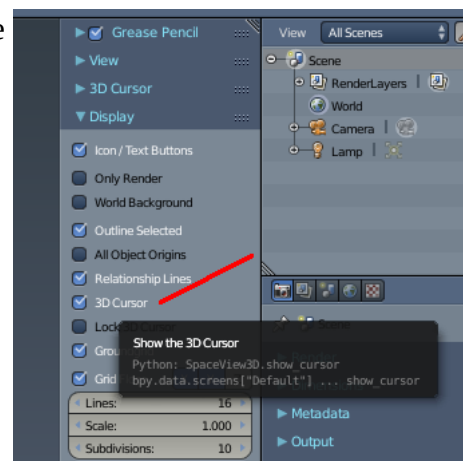 e
Grease Pencil
View
3D Cursor
Display
Icon / Text Buttons
Only Render
World Background
Outline Selected
All Object Origins
Relationship Lines
3D Cursor
Lock
Show the 3D Cursor
Python: SpaceView3D.show_cursor
bpy.data.screens["Default"] ... show_cursor
Grid
Lines: 16
Scale: 1.000
Subdivisions: 10
View All Scenes
Scene
RenderLayers
World
Camera
Lamp
Scene
Metadata
Output